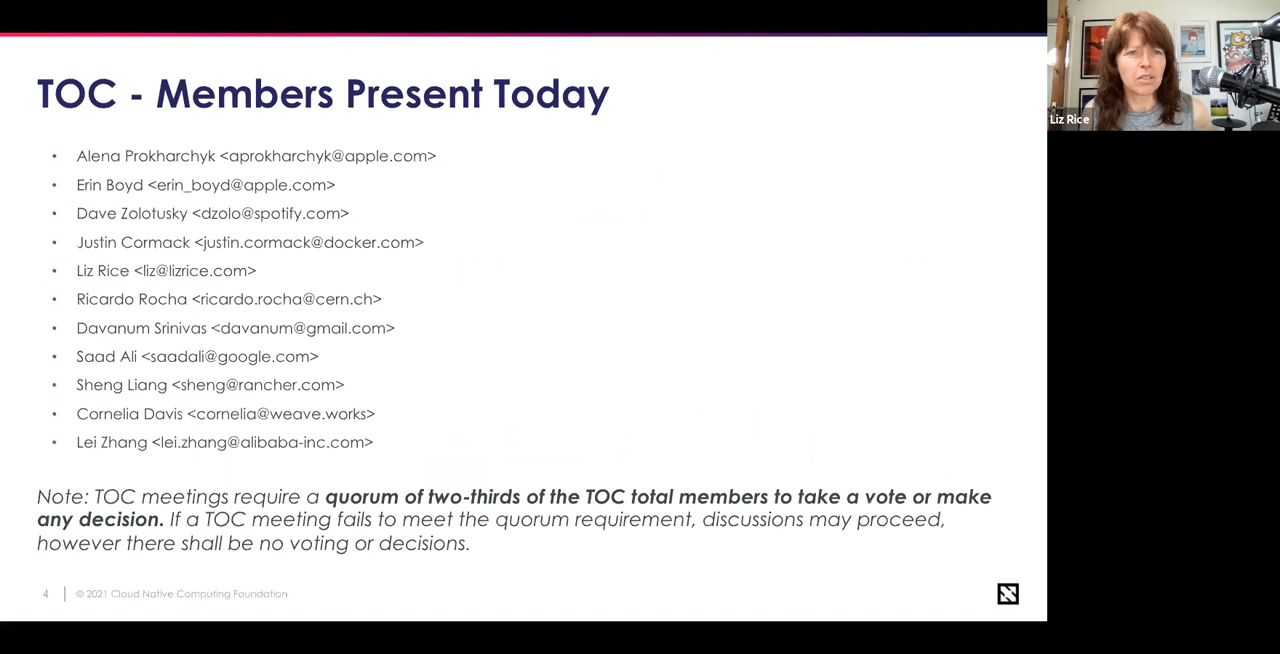 TOC - Members Present Today
• Alena Prokharchyk <aprokharchyk@apple.com>
• Erin Boyd <erin_boyd@apple.com>
• Dave Zolotusky <dzolo@spotify.com>
• Justin Cormack <justin.cormack@docker.com>
• Liz Rice <liz@lizrice.com>
• Ricardo Rocha <ricardo.rocha@cern.ch>
• Davanum Srinivas <davanum@gmail.com>
• Saad Ali <saadali@google.com>
• Sheng Liang <sheng@rancher.com>
• Cornelia Davis <cornelia@weave.works>
• Lei Zhang <lei.zhang@alibaba-inc.com>
Note: TOC meetings require a quorum of two-thirds of the TOC total members to take a vote or make
any decision. If a TOC meeting fails to meet the quorum requirement, discussions may proceed,
however there shall be no voting or decisions.
4 | © 2021 Cloud Native Computing Foundation
Liz Rice